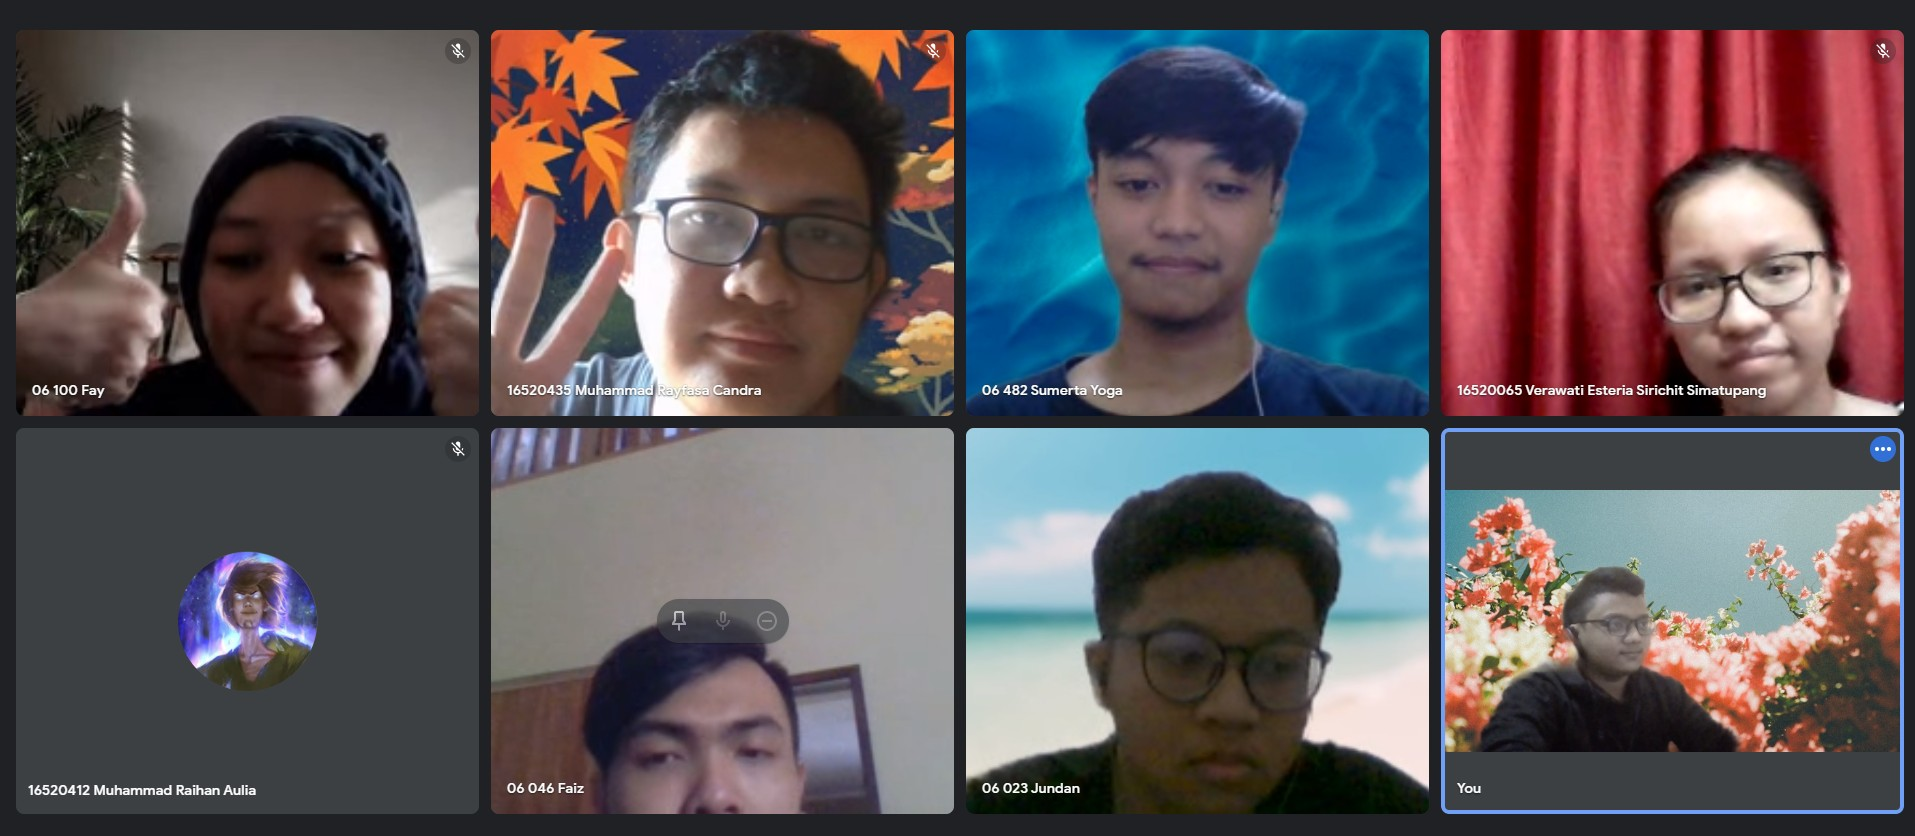 06 100 Fay
16520435 Muhammad Rayfasa Candra
06 482 Sumerta Yoga
16520065 Verawati Esteria Sirichit Simatupang
16520412 Muhammad Raihan Aulia
06 046 Faiz
06 023 Jundan
You